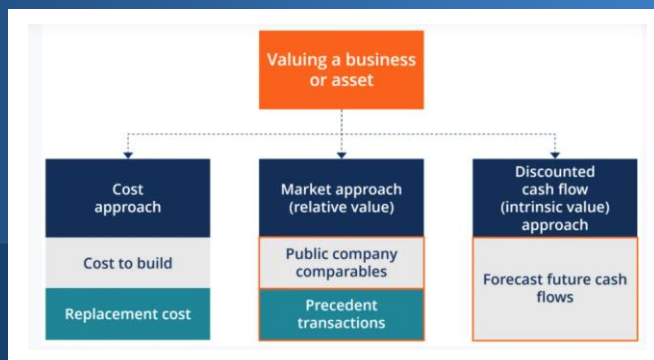 Valuing a business
or asset
Cost
approach
Cost to build
Replacement cost
Market approach
(relative value)
Public company
comparables
Precedent
transactions
Discounted
cash flow
(intrinsic value)
approach
Forecast future cash
flows